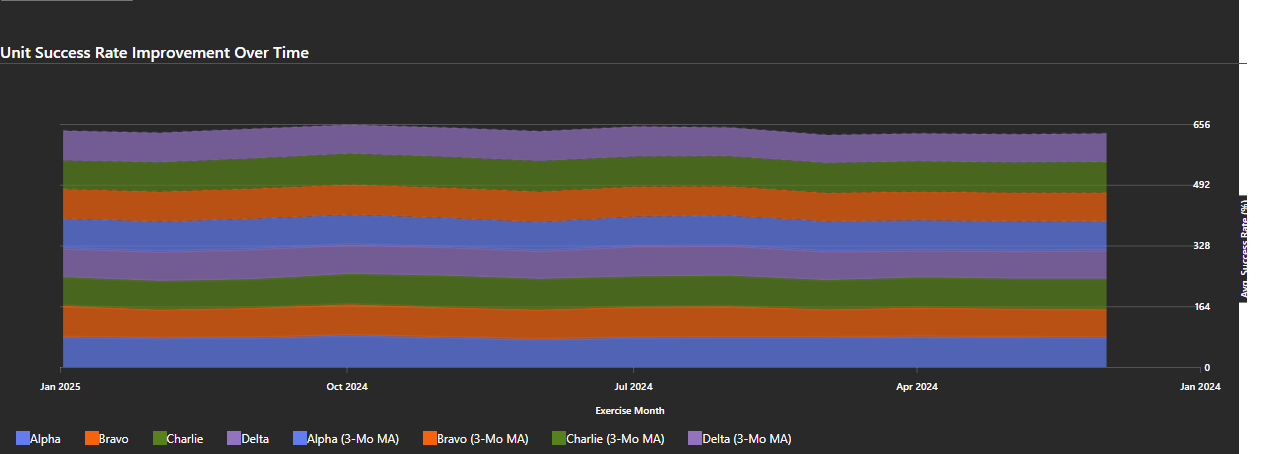 Unit Success Rate Improvement Over Time
656
492
328
164
0
Avg. Success Rate (%)
Jan 2025
Oct 2024
Jul 2024
Apr 2024
Jan 2024
Exercise Month
Alpha
Bravo
Charlie
Delta
Alpha (3-Mo MA)
Bravo (3-Mo MA)
Charlie (3-Mo MA)
Delta (3-Mo MA)